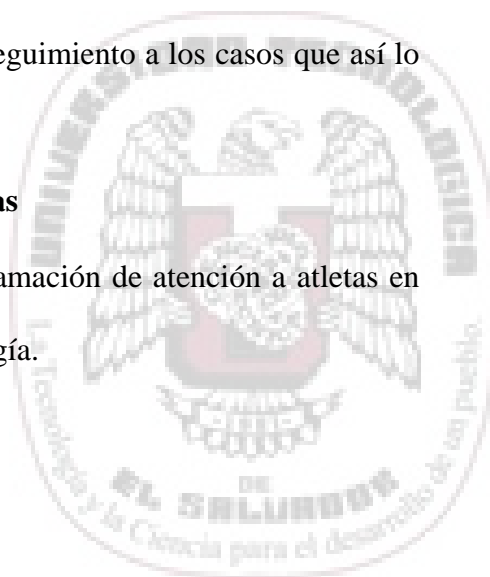 eguimiento a los casos que así lo
as
amación de atención a atletas en
gía.
UNIVERSIDAD TECNOLOGICA
DE
EL SALVADOR
La Tecnología y la Ciencia para el desarrollo de un pueblo.